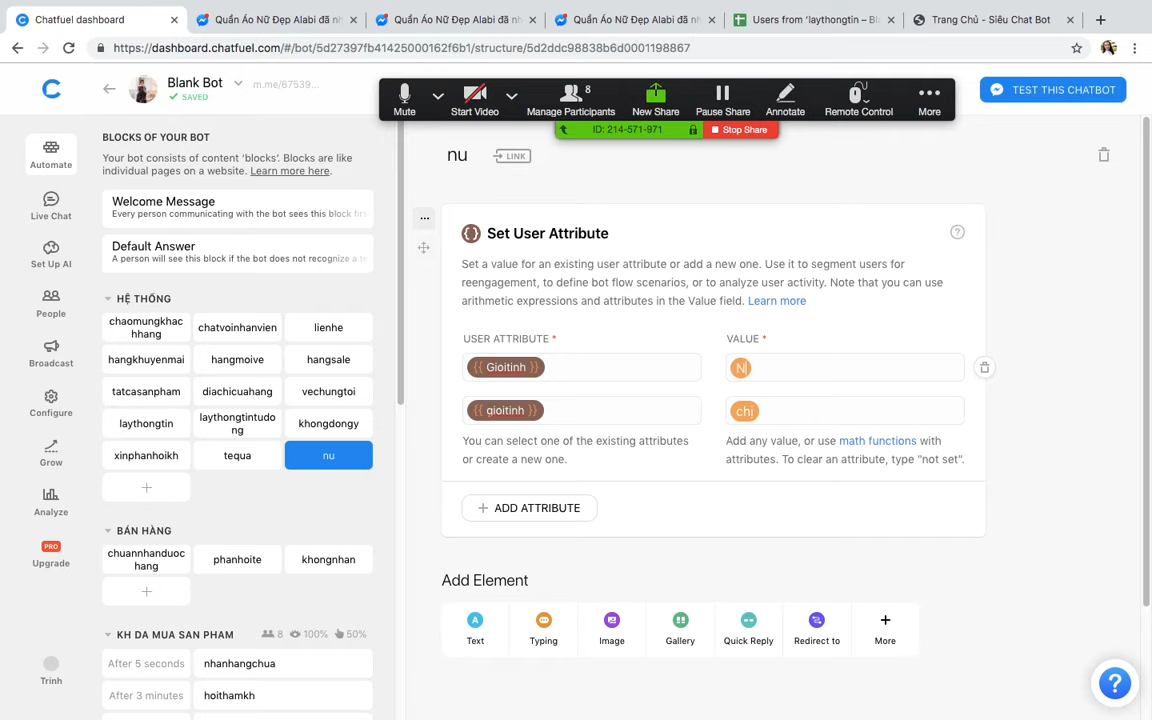 Chatfuel dashboard
Quần Áo Nữ Đẹp Alabi đã nh
Quần Áo Nữ Đẹp Alabi đã nh
Quần Áo Nữ Đẹp Alabi đã nh
Users from 'laythongtin – Bla
Trang Chủ - Siêu Chat Bot
https://dashboard.chatfuel.com/#/bot/5d27397fb41425000162f6b1/structure/5d2ddc98838b6d0001198867
Blank Bot
m.me/67539...
SAVED
Mute
Start Video
8
Manage Participants
New Share
Pause Share
Annotate
Remote Control
More
ID: 214-571-971
Stop Share
TEST THIS CHATBOT
Automate
Live Chat
Set Up AI
People
Broadcast
Configure
Grow
Analyze
PRO
Upgrade
Trinh
BLOCKS OF YOUR BOT
Your bot consists of content 'blocks'. Blocks are like
individual pages on a website. Learn more here.
Welcome Message
Every person communicating with the bot sees this block firs
Default Answer
A person will see this block if the bot does not recognize a te
HỆ THỐNG
chaomungkhac
hhang
chatvoinhanvien
lienhe
hangkhuyenmai
hangmoive
hangsale
tatcasanpham
diachicuahang
vechungtoi
laythongtin
laythongtintudo
ng
khongdongy
xinphanhoikh
tequa
nu
BÁN HÀNG
chuannhanduoc
hang
phanhoite
khongnhan
KH DA MUA SAN PHAM
8
100%
50%
After 5 seconds
nhanhangchua
After 3 minutes
hoithamkh
nu
LINK
Set User Attribute
Set a value for an existing user attribute or add a new one. Use it to segment users for
reengagement, to define bot flow scenarios, or to analyze user activity. Note that you can use
arithmetic expressions and attributes in the Value field. Learn more
USER ATTRIBUTE *
VALUE *
{{ Gioitinh }}
N
{{ gioitinh }}
chị
You can select one of the existing attributes
or create a new one.
Add any value, or use math functions with
attributes. To clear an attribute, type "not set".
ADD ATTRIBUTE
Add Element
Text
Typing
Image
Gallery
Quick Reply
Redirect to
More